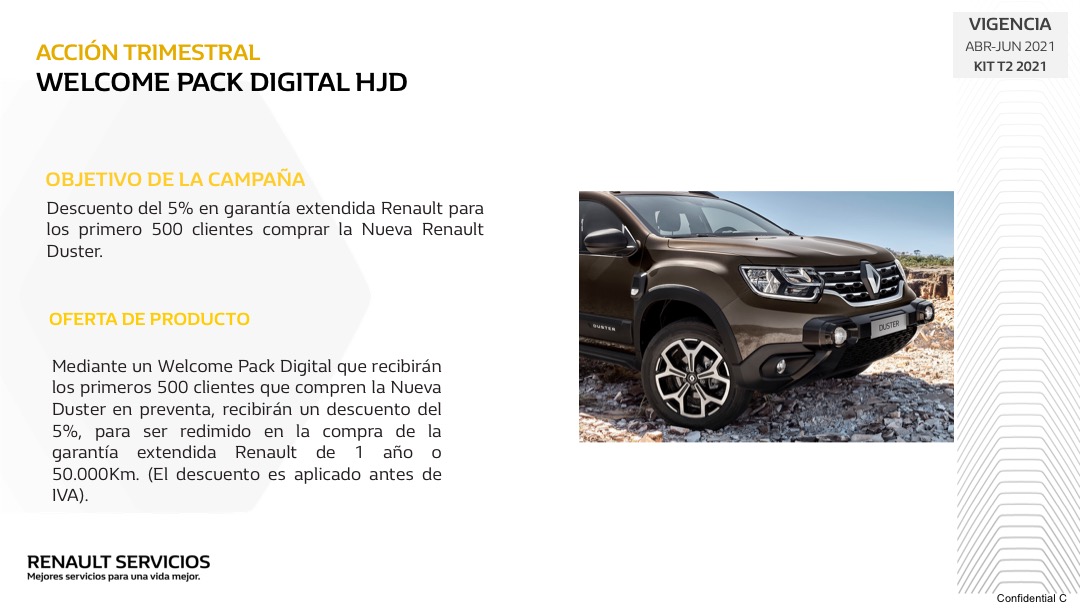 ACCIÓN TRIMESTRAL
WELCOME PACK DIGITAL HJD
VIGENCIA
ABR-JUN 2021
KIT T2 2021
OBJETIVO DE LA CAMPAÑA
Descuento del 5% en garantía extendida Renault para
los primero 500 clientes comprar la Nueva Renault
Duster.
OFERTA DE PRODUCTO
Mediante un Welcome Pack Digital que recibirán
los primeros 500 clientes que compren la Nueva
Duster en preventa, recibirán un descuento del
5%, para ser redimido en la compra de la
garantía extendida Renault de 1 año o
50.000Km. (El descuento es aplicado antes de
IVA).
DUSTER
DUSTER
RENAULT SERVICIOS
Mejores servicios para una vida mejor.
Confidential C